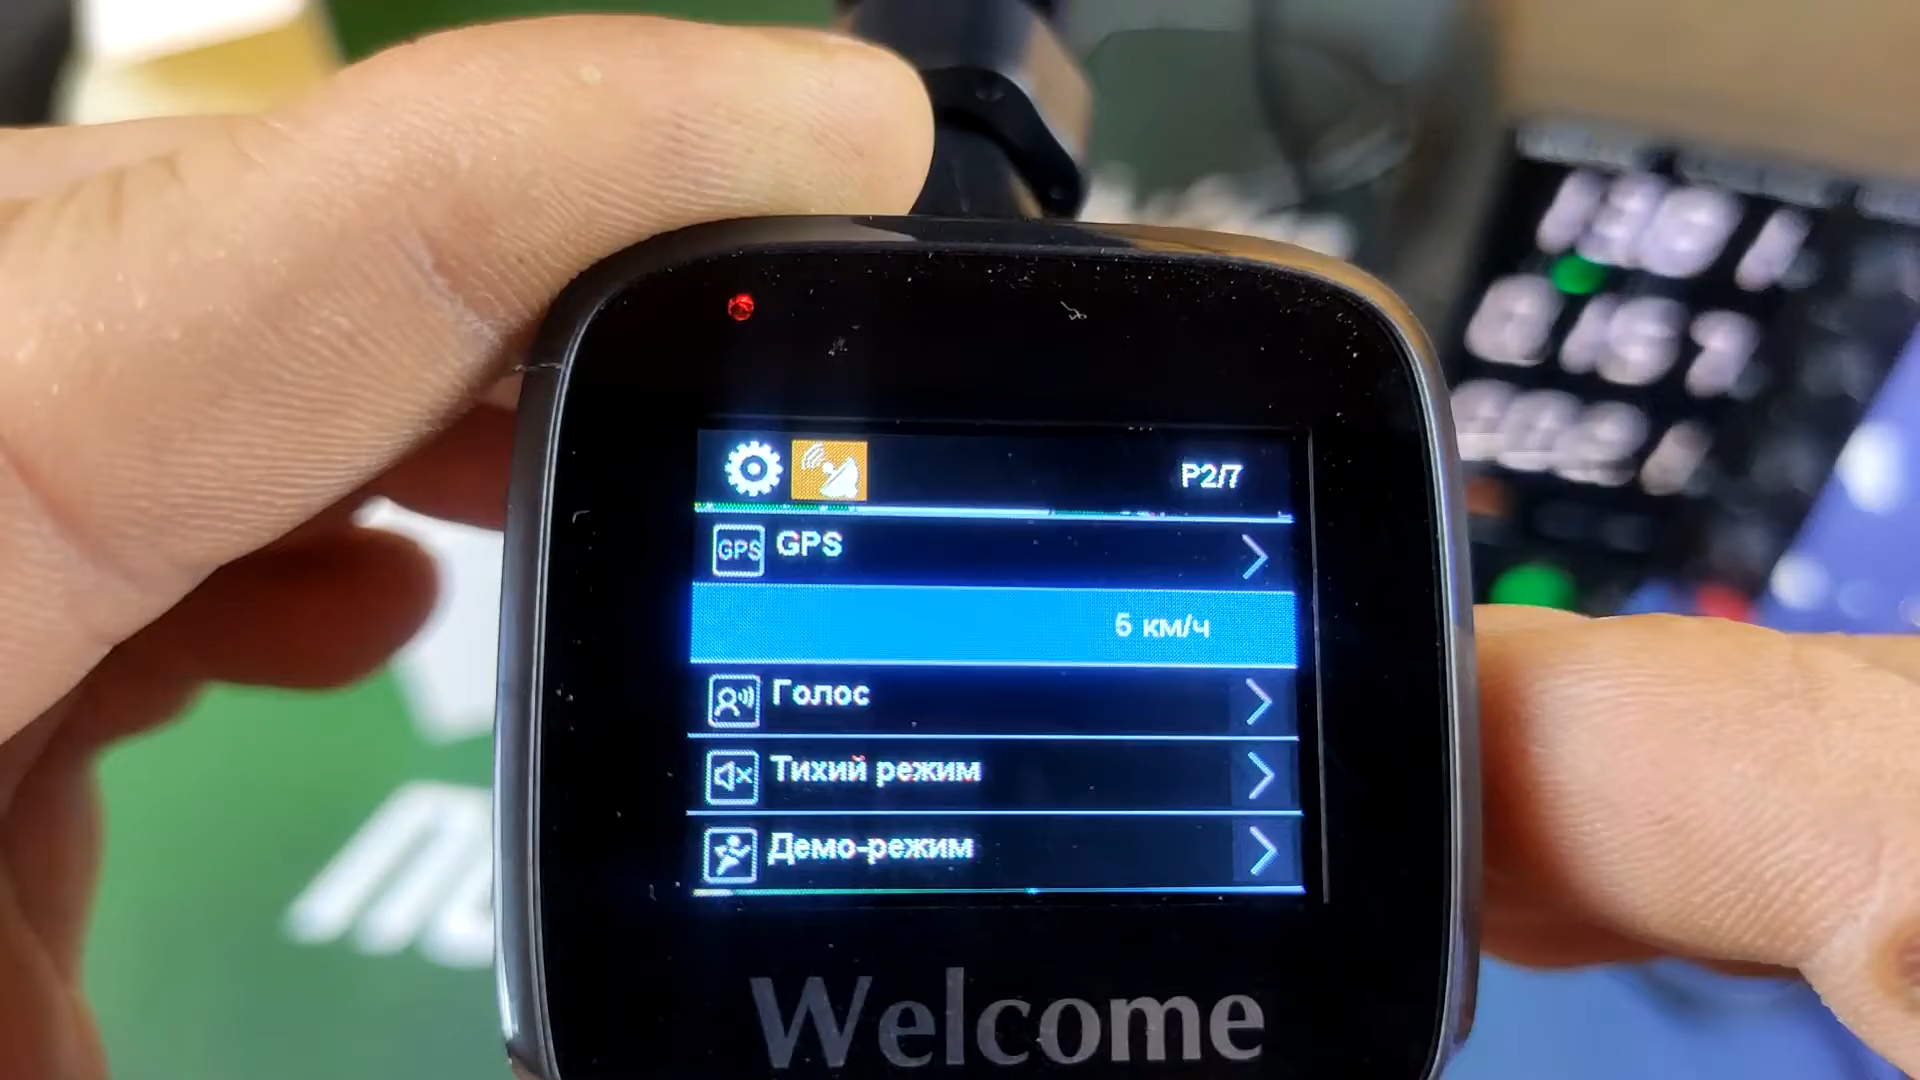 P2/7
GPS GPS
5 км/ч
Голос
Тихий режим
Демо-режим
Welcome